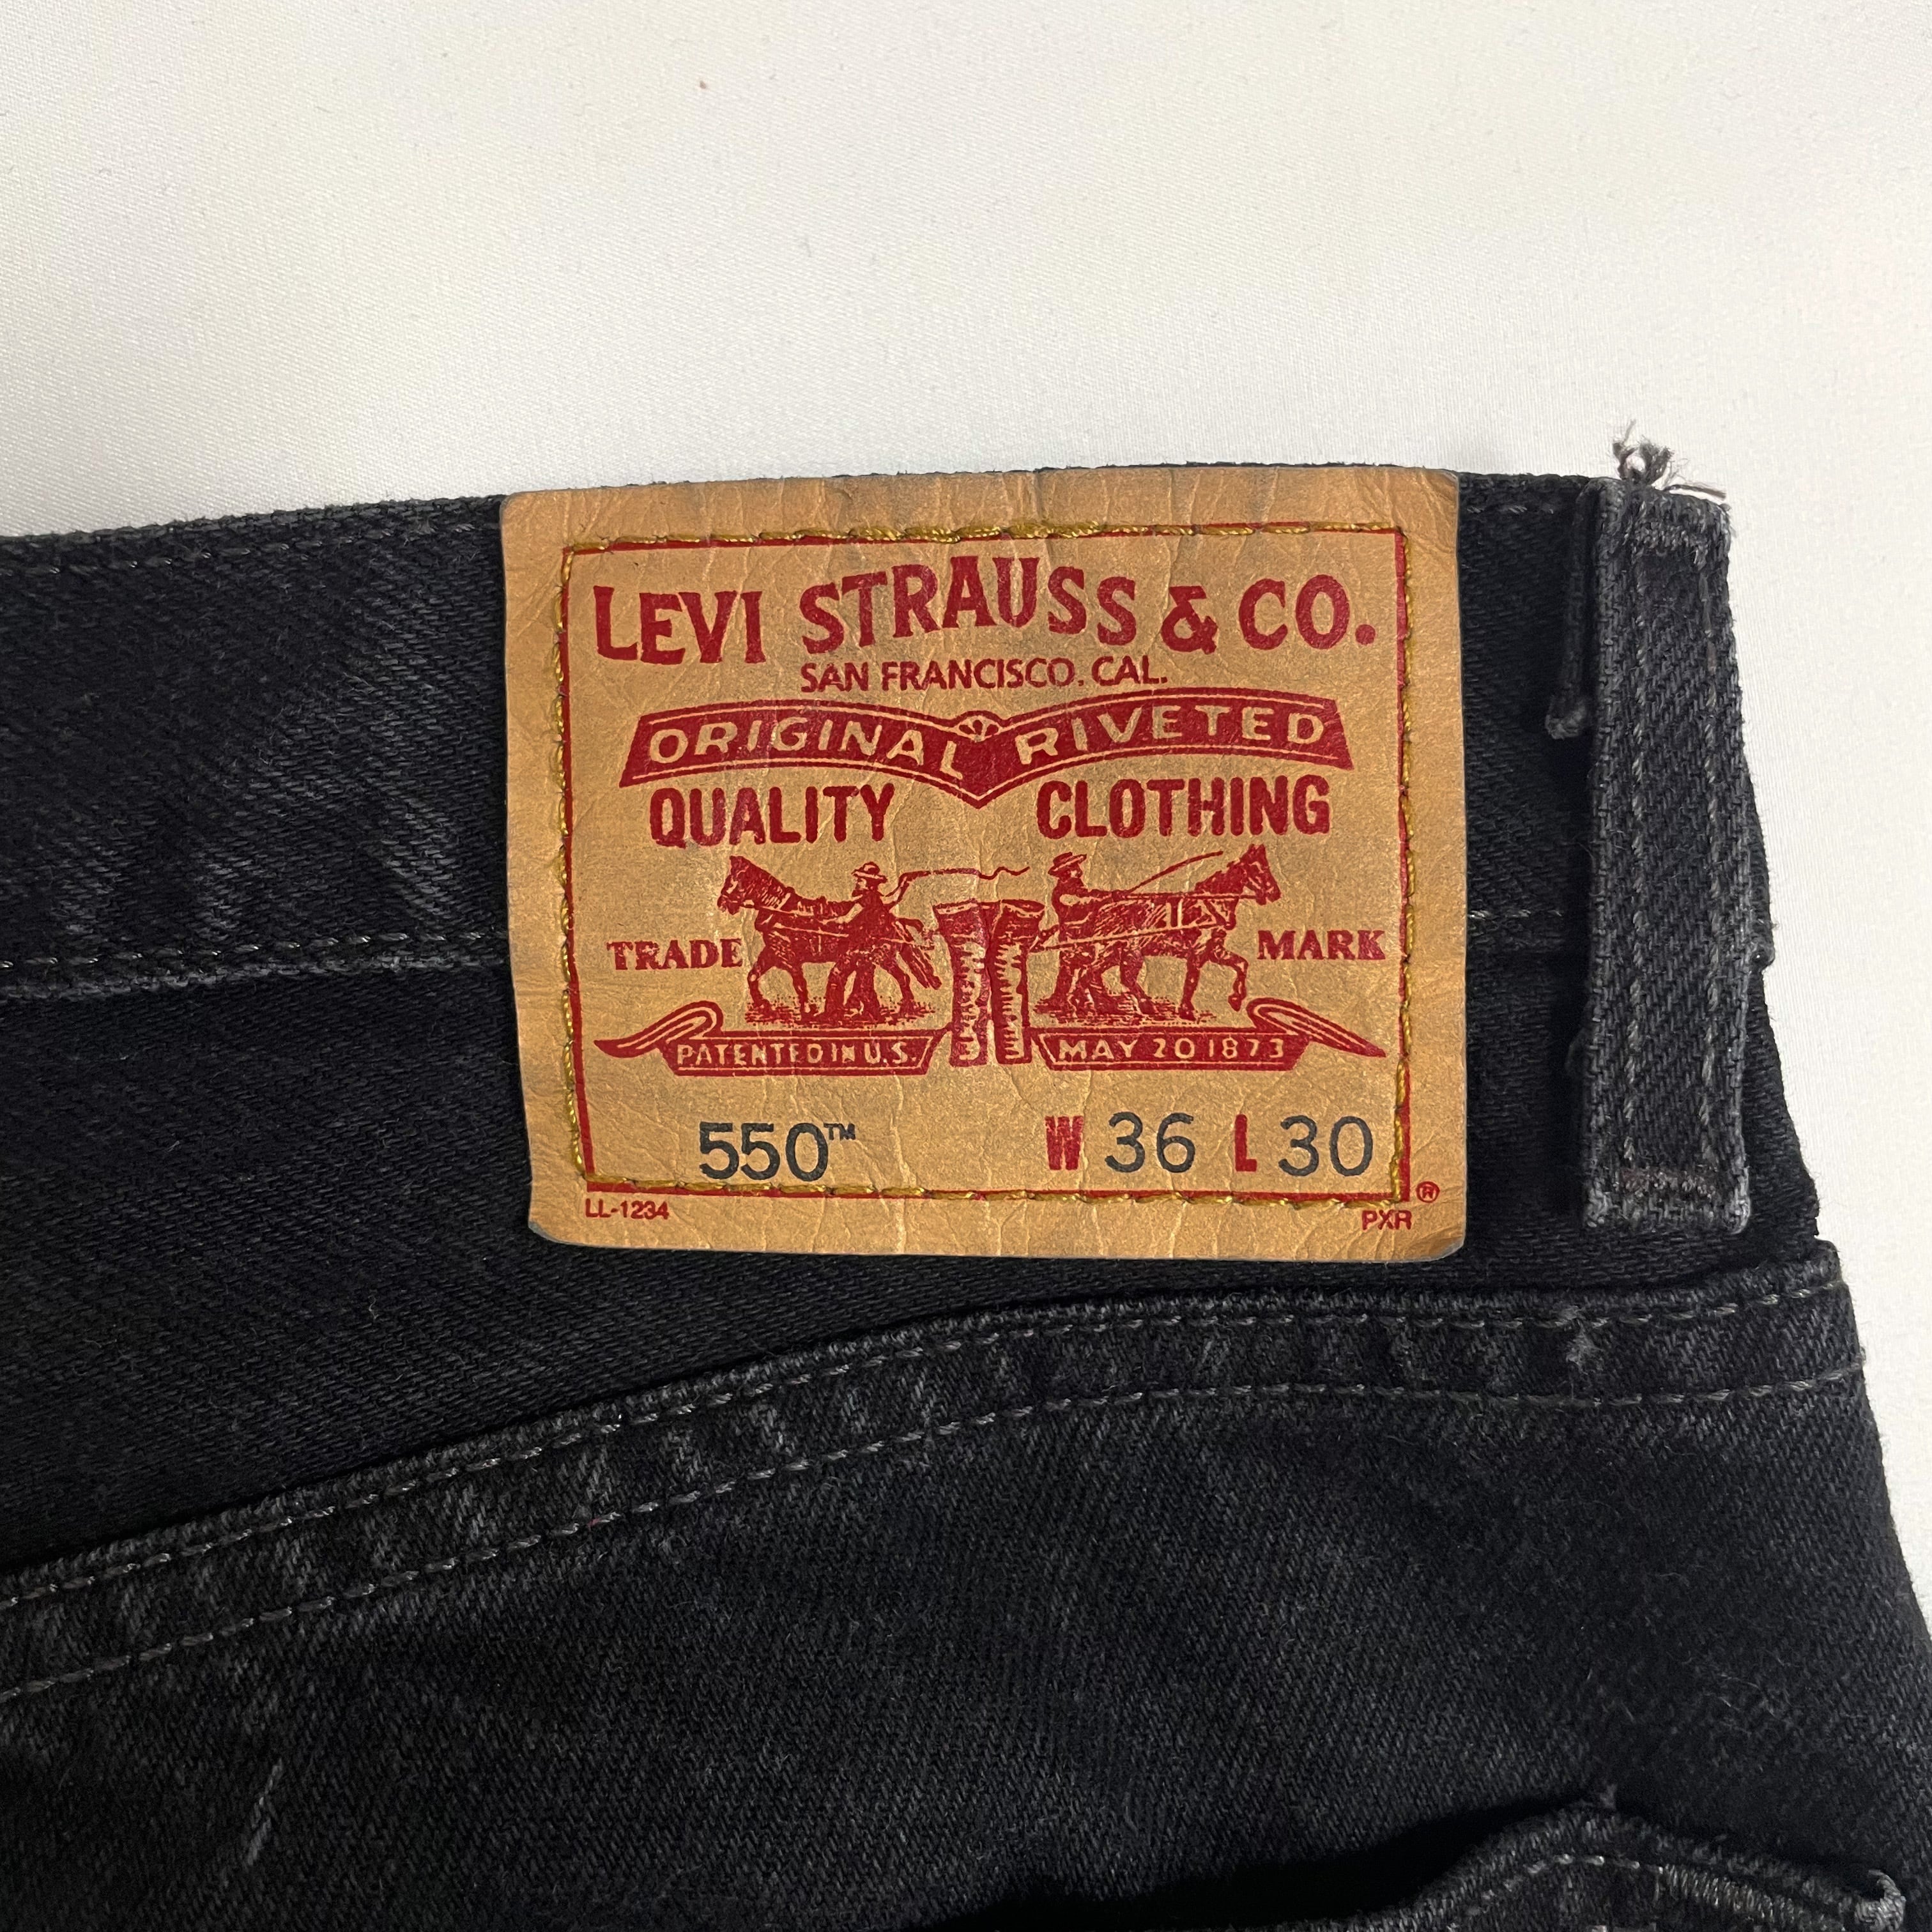 LEVI STRAUSS & CO.
SAN FRANCISCO. CAL.
ORIGINAL RIVETED
QUALITY CLOTHING
TRADE MARK
PATENTED IN U.S. MAY 20 1873
550™ W 36 L 30
LL-1234 PXR ®